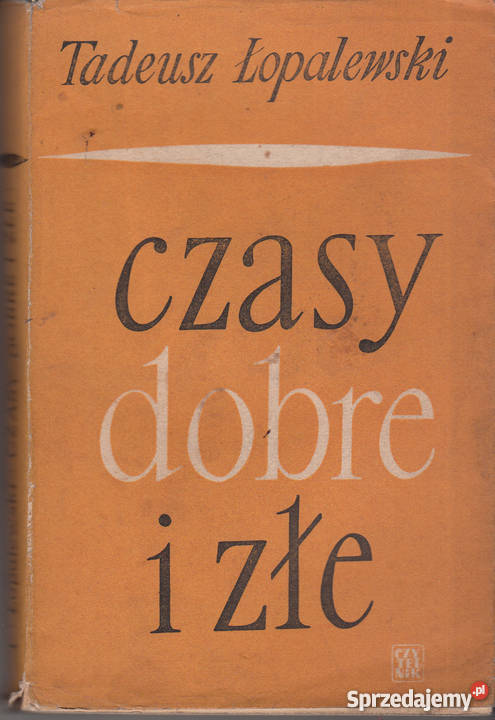 Tadeusz Łopalewski
czasy
dobre
i złe
CZY
TEL
NIK
Sprzedajemy.pl